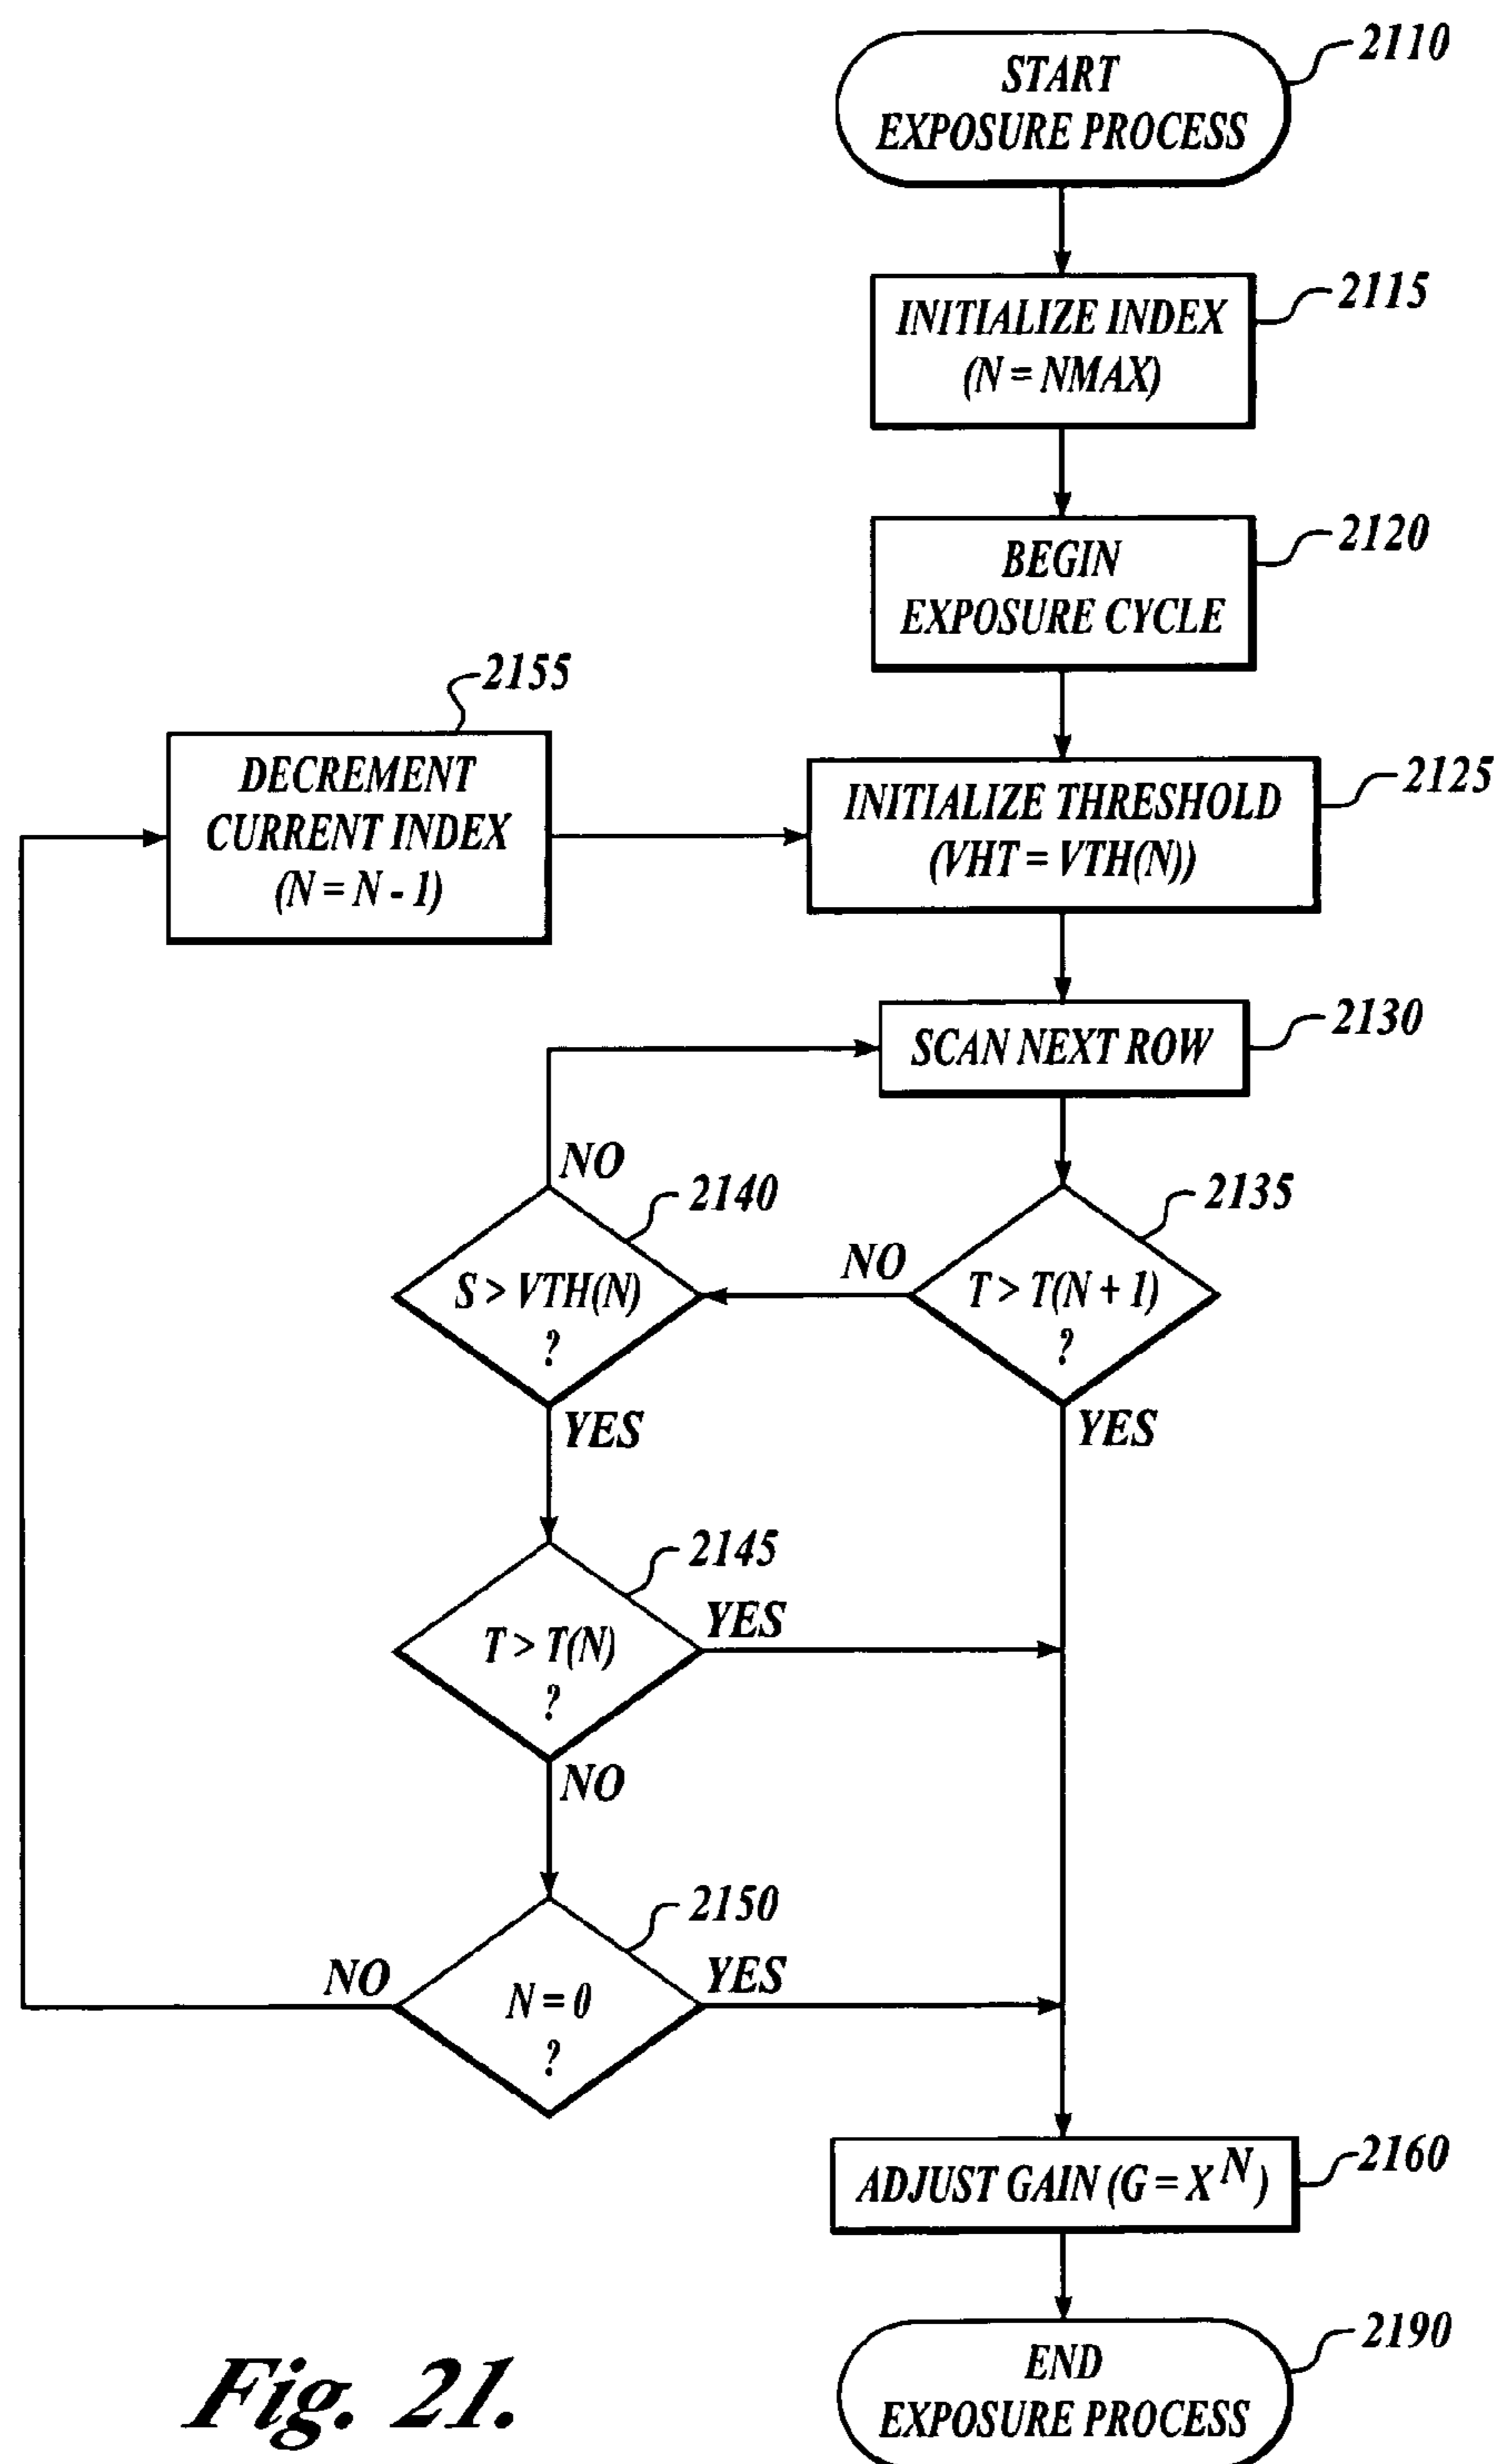 START
EXPOSURE PROCESS
2110
INITIALIZE INDEX
(N = NMAX)
2115
BEGIN
EXPOSURE CYCLE
2120
2155
DECREMENT
CURRENT INDEX
(N = N - 1)
INITIALIZE THRESHOLD
(VHT = VTH(N))
2125
SCAN NEXT ROW
2130
NO
2140
S > VTH(N)
?
YES
NO
2135
T > T(N + 1)
?
YES
2145
T > T(N)
?
YES
NO
2150
N = 0
?
NO
YES
ADJUST GAIN (G = X^N)
2160
END
EXPOSURE PROCESS
2190
Fig. 21.